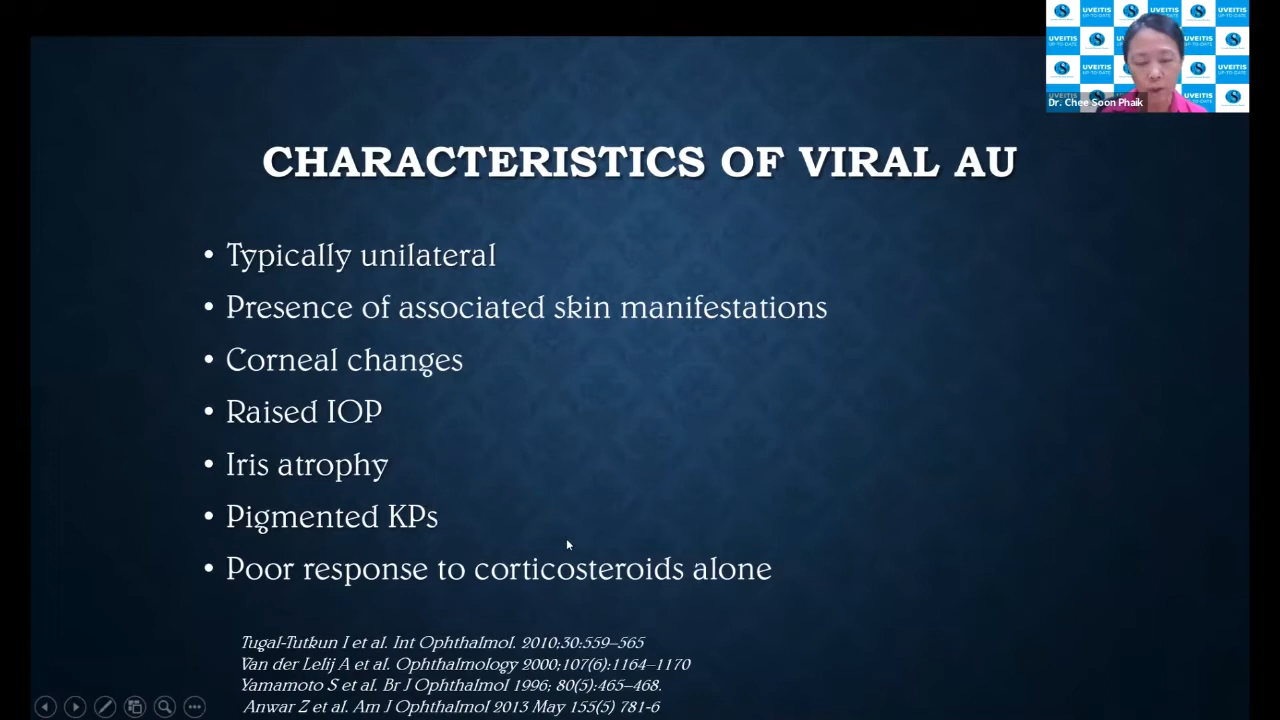 UVEITIS
UP-TO-DATE
Dr. Chee Soon Phaik
CHARACTERISTICS OF VIRAL AU
• Typically unilateral
• Presence of associated skin manifestations
• Corneal changes
• Raised IOP
• Iris atrophy
• Pigmented KPs
• Poor response to corticosteroids alone
Tugal-Tutkun I et al. Int Ophthalmol. 2010;30:559–565
Van der Lelij A et al. Ophthalmology 2000;107(6):1164–1170
Yamamoto S et al. Br J Ophthalmol 1996; 80(5):465–468.
Anwar Z et al. Am J Ophthalmol 2013 May 155(5) 781-6